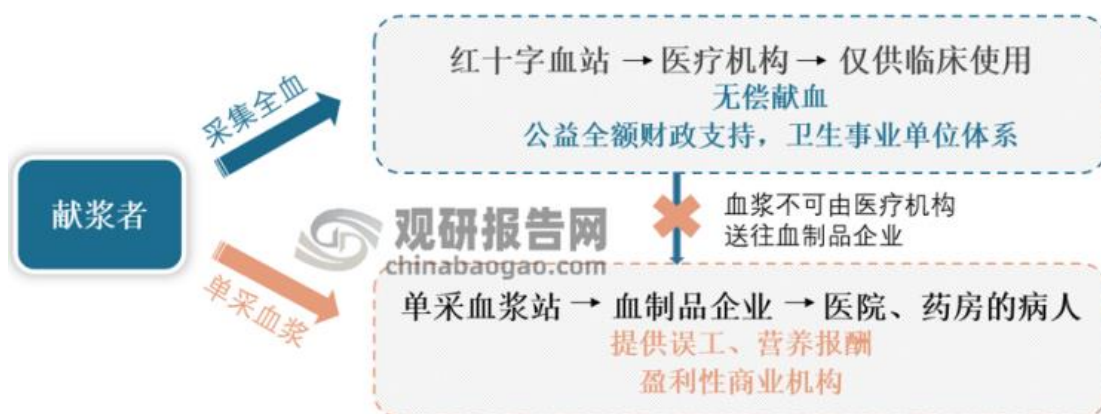 红十字血站→医疗机构→仅供临床使用
无偿献血
公益全额财政支持，卫生事业单位体系
采集全血
献浆者
血浆不可由医疗机构
送往血制品企业
观研报告网
chinabaogao.com
单采血浆
单采血浆站→血制品企业→医院、药房的病人
提供误工、营养报酬
盈利性商业机构